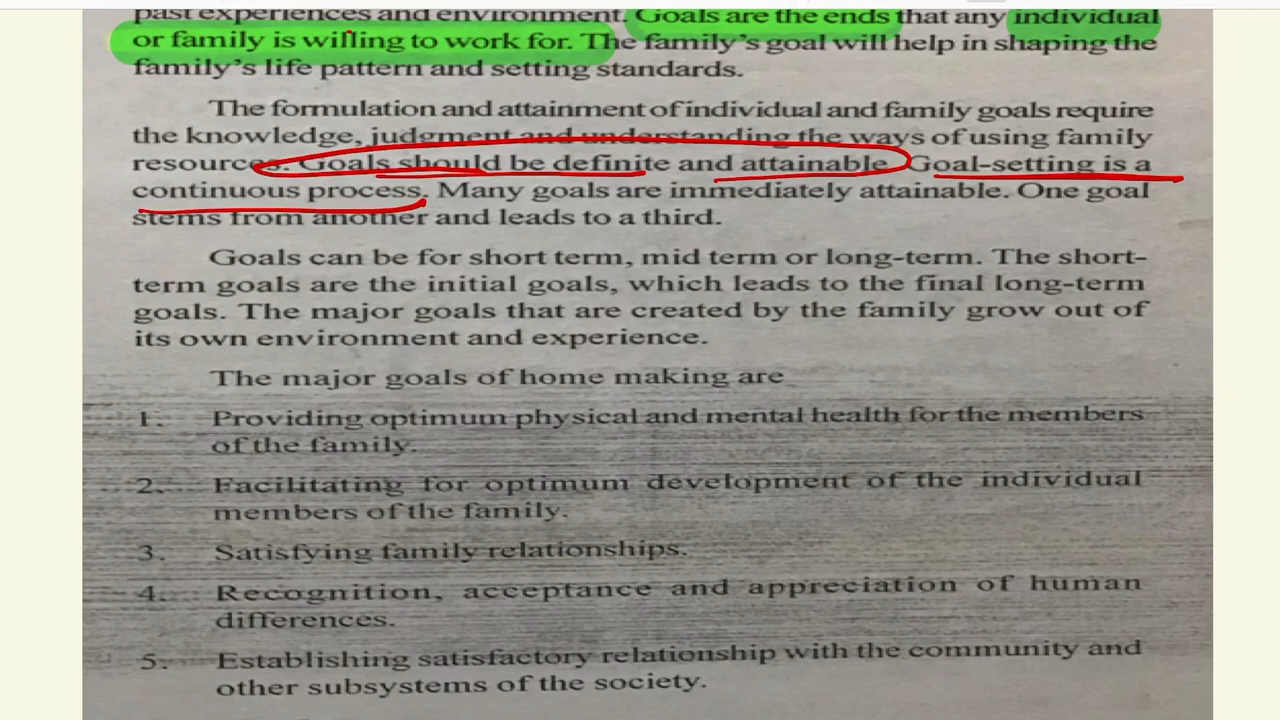 past experiences and environment. Goals are the ends that any individual
or family is willing to work for. The family's goal will help in shaping the
family's life pattern and setting standards.
The formulation and attainment of individual and family goals require
the knowledge, judgment and understanding the ways of using family
resources. Goals should be definite and attainable Goal-setting is a
continuous process. Many goals are immediately attainable. One goal
stems from another and leads to a third.
Goals can be for short term, mid term or long-term. The short-
term goals are the initial goals, which leads to the final long-term
goals. The major goals that are created by the family grow out of
its own environment and experience.
The major goals of home making are
1. Providing optimum physical and mental health for the members
of the family.
2. Facilitating for optimum development of the individual
members of the family.
3. Satisfying family relationships.
4. Recognition, acceptance and appreciation of human
differences.
5. Establishing satisfactory relationship with the community and
other subsystems of the society.